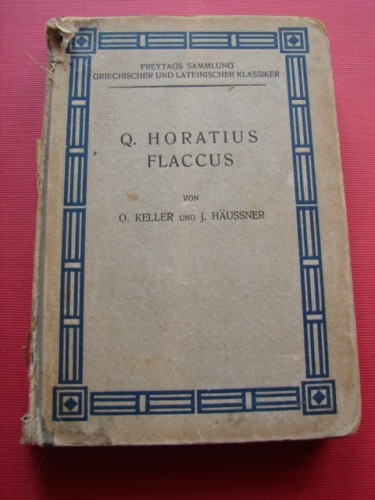 FREYTAGS SAMMLUNG
GRIECHISCHER UND LATEINISCHER KLASSIKER
Q. HORATIUS
FLACCUS
VON
O. KELLER UND J. HÄUSSNER